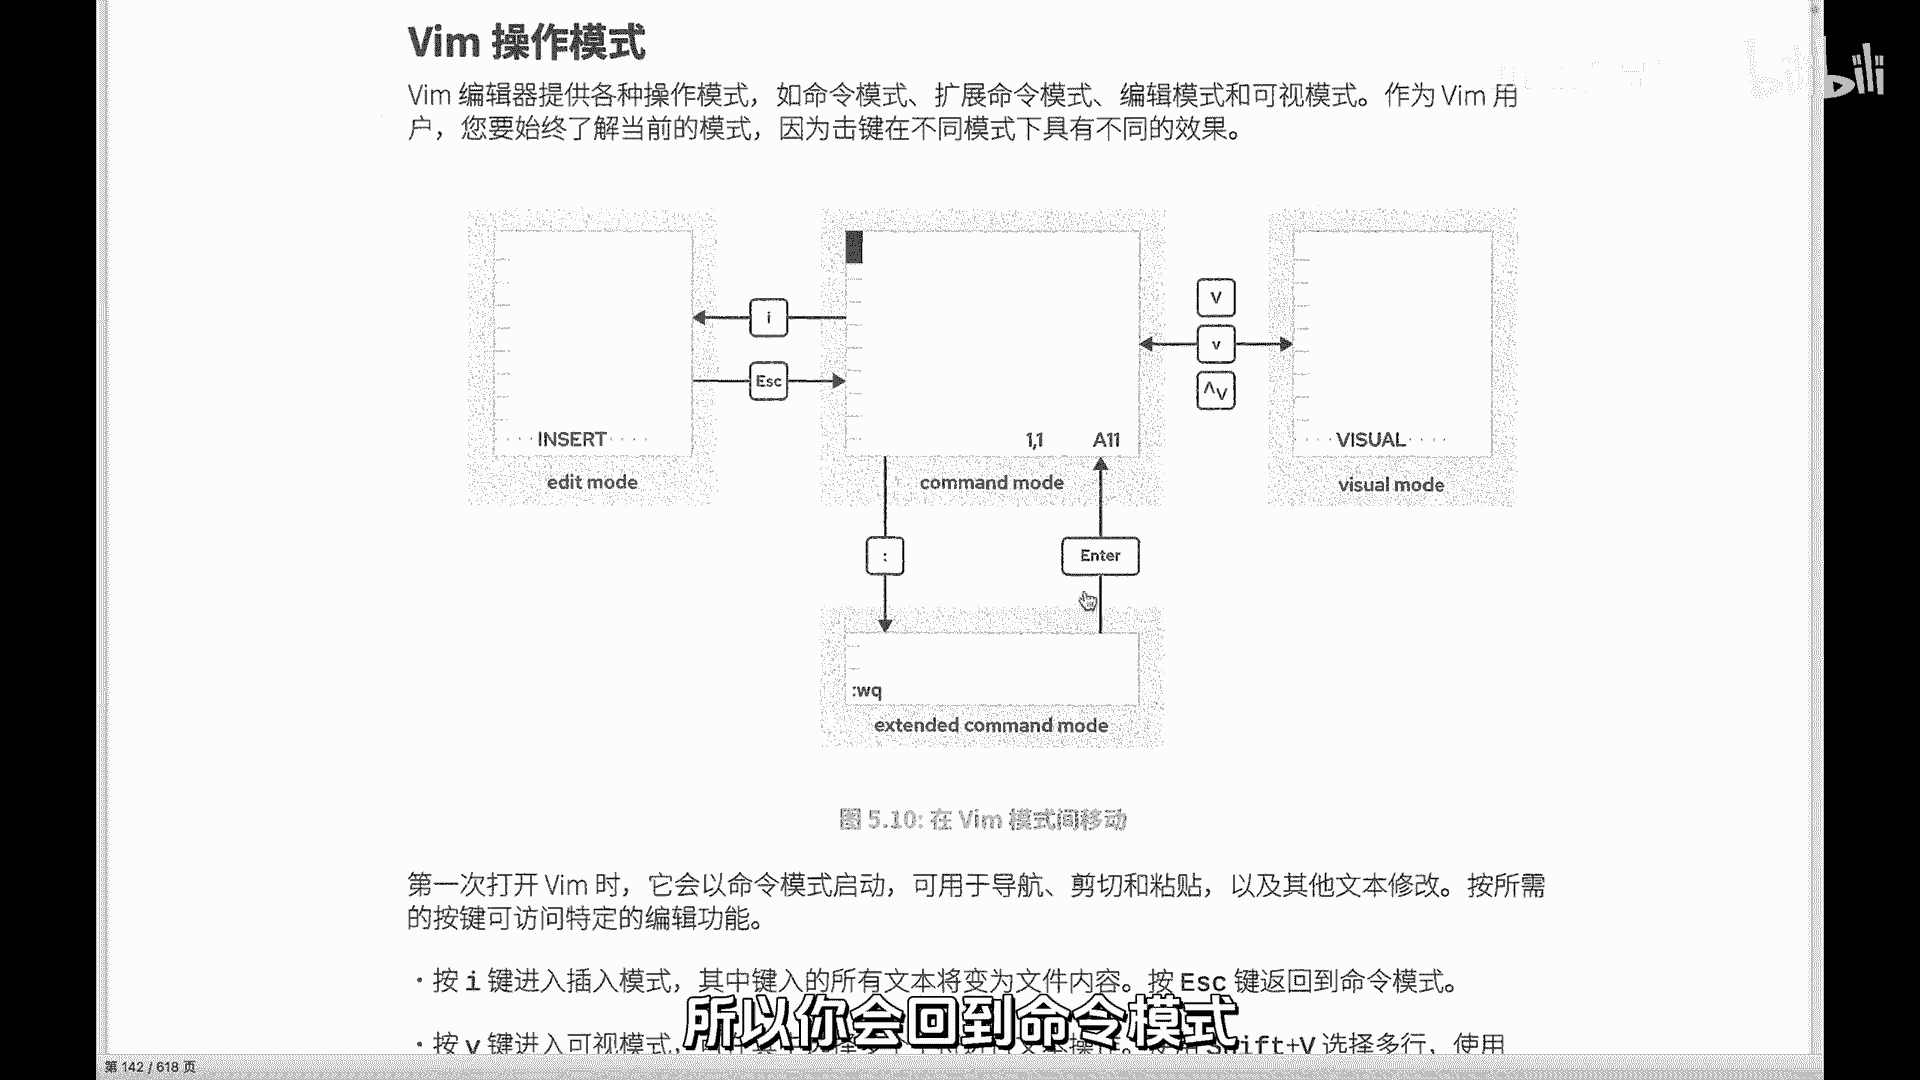 Vim 操作模式
bilibili
Vim 编辑器提供各种操作模式，如命令模式、扩展命令模式、编辑模式和可视模式。作为 Vim 用
户，您要始终了解当前的模式，因为击键在不同模式下具有不同的效果。
i
Esc
V
v
^V
INSERT
1,1 A11
VISUAL
edit mode
command mode
visual mode
:
Enter
:wq
extended command mode
图 5.10: 在 Vim 模式间移动
第一次打开 Vim 时，它会以命令模式启动，可用于导航、剪切和粘贴，以及其他文本修改。按所需
的按键可访问特定的编辑功能。
· 按 i 键进入插入模式，其中键入的所有文本将变为文件内容。按 Esc 键返回到命令模式。
所以你会回到命令模式
· 按 v 键进入可视模式， Shift+V 选择多行，使用
第 142 / 618 页